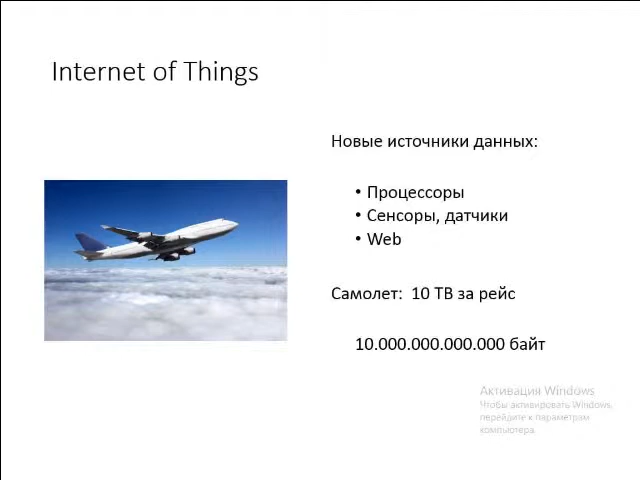 Internet of Things
Новые источники данных:
• Процессоры
• Сенсоры, датчики
• Web
Самолет: 10 TB за рейс
10.000.000.000.000 байт
Активация Windows
Чтобы активировать Windows,
перейдите к параметрам
компьютера.